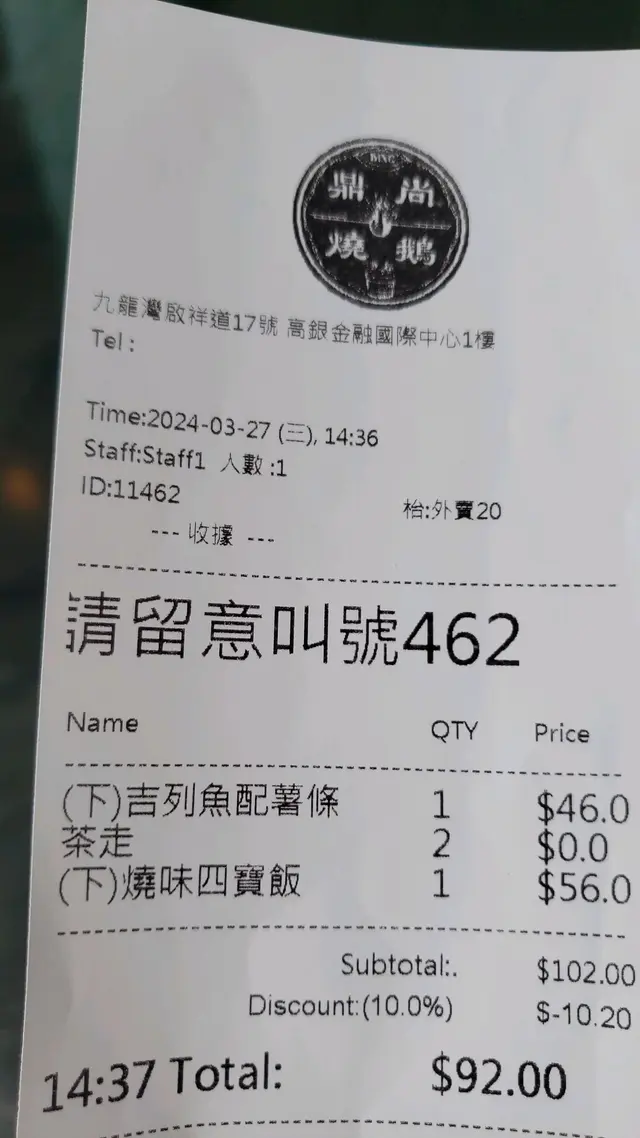 DING
鼎尚
燒鵝
九龍灣啟祥道17號 高銀金融國際中心1樓
Tel:
Time:2024-03-27 (三), 14:36
Staff:Staff1 人數:1
ID:11462 枱:外賣20
--- 收據 ---
請留意叫號462
Name QTY Price
(下)吉列魚配薯條 1 $46.0
茶走 2 $0.0
(下)燒味四寶飯 1 $56.0
Subtotal:. $102.00
Discount:(10.0%) $-10.20
14:37 Total: $92.00